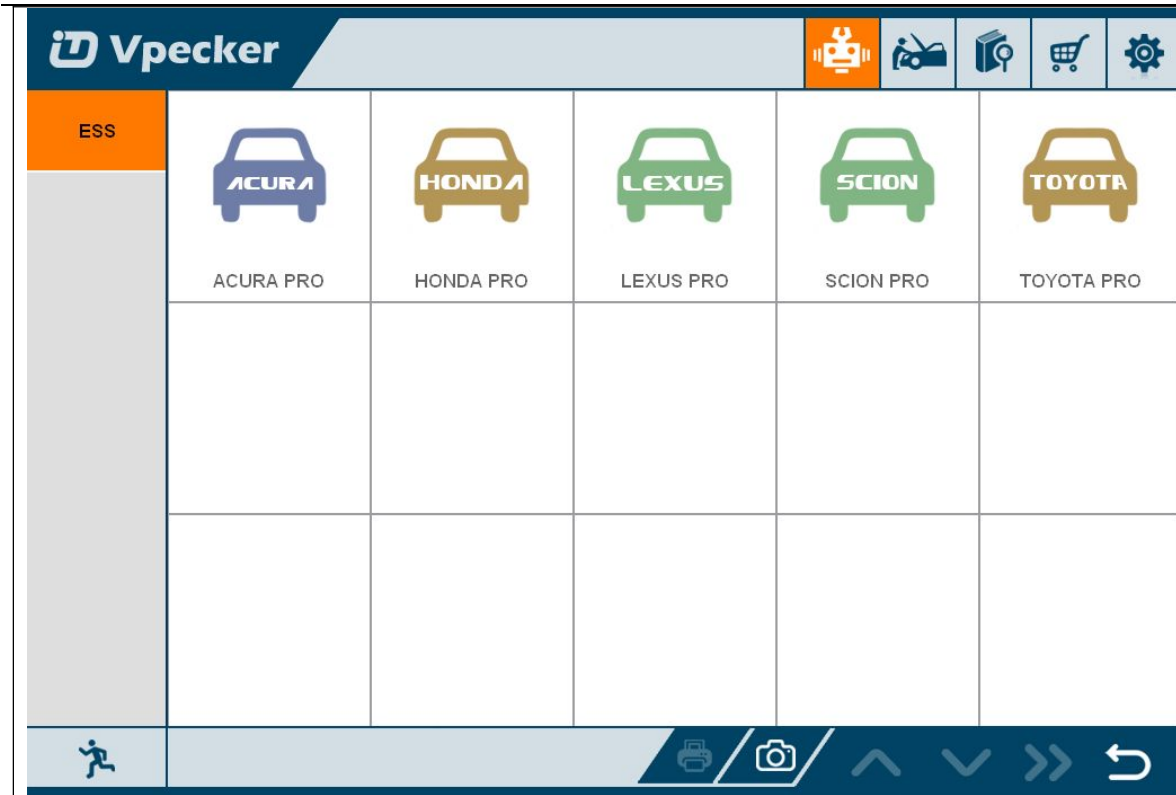 Vpecker
ESS
ACURA
HONDA
LEXUS
SCION
TOYOTA
ACURA PRO
HONDA PRO
LEXUS PRO
SCION PRO
TOYOTA PRO